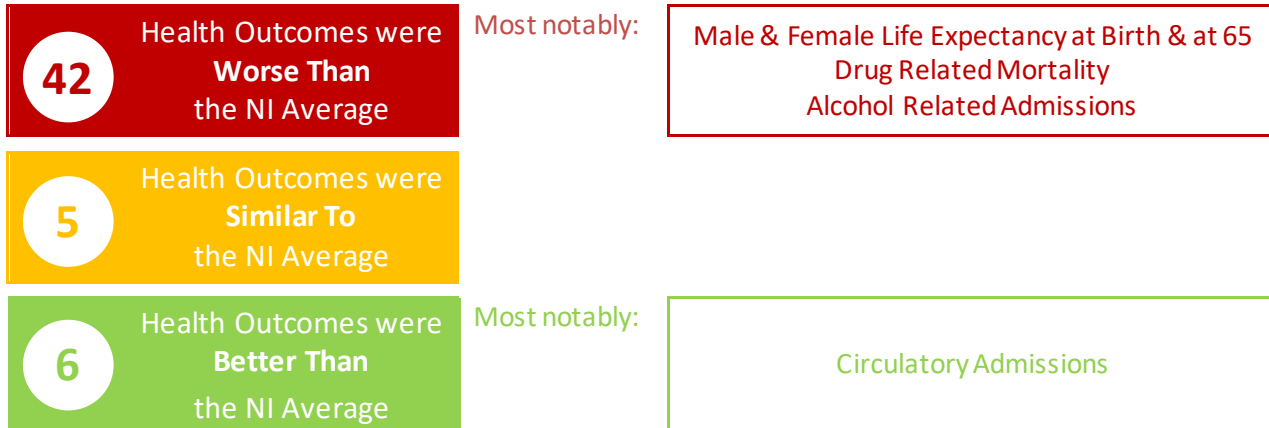 42
Health Outcomes were
Worse Than
the NI Average
Most notably:
Male & Female Life Expectancy at Birth & at 65
Drug Related Mortality
Alcohol Related Admissions
5
Health Outcomes were
Similar To
the NI Average
6
Health Outcomes were
Better Than
the NI Average
Most notably:
Circulatory Admissions